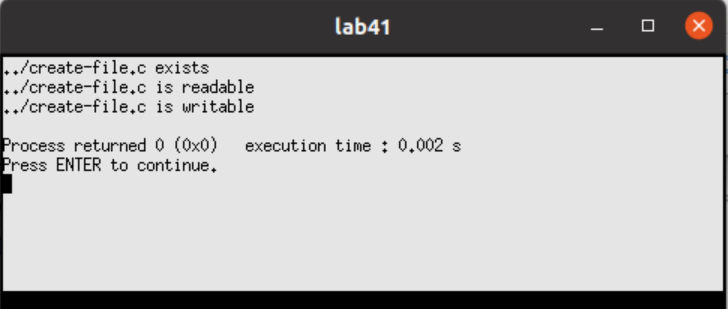 lab41
../create-file.c exists
../create-file.c is readable
../create-file.c is writable
Process returned 0 (0x0)   execution time : 0.002 s
Press ENTER to continue.